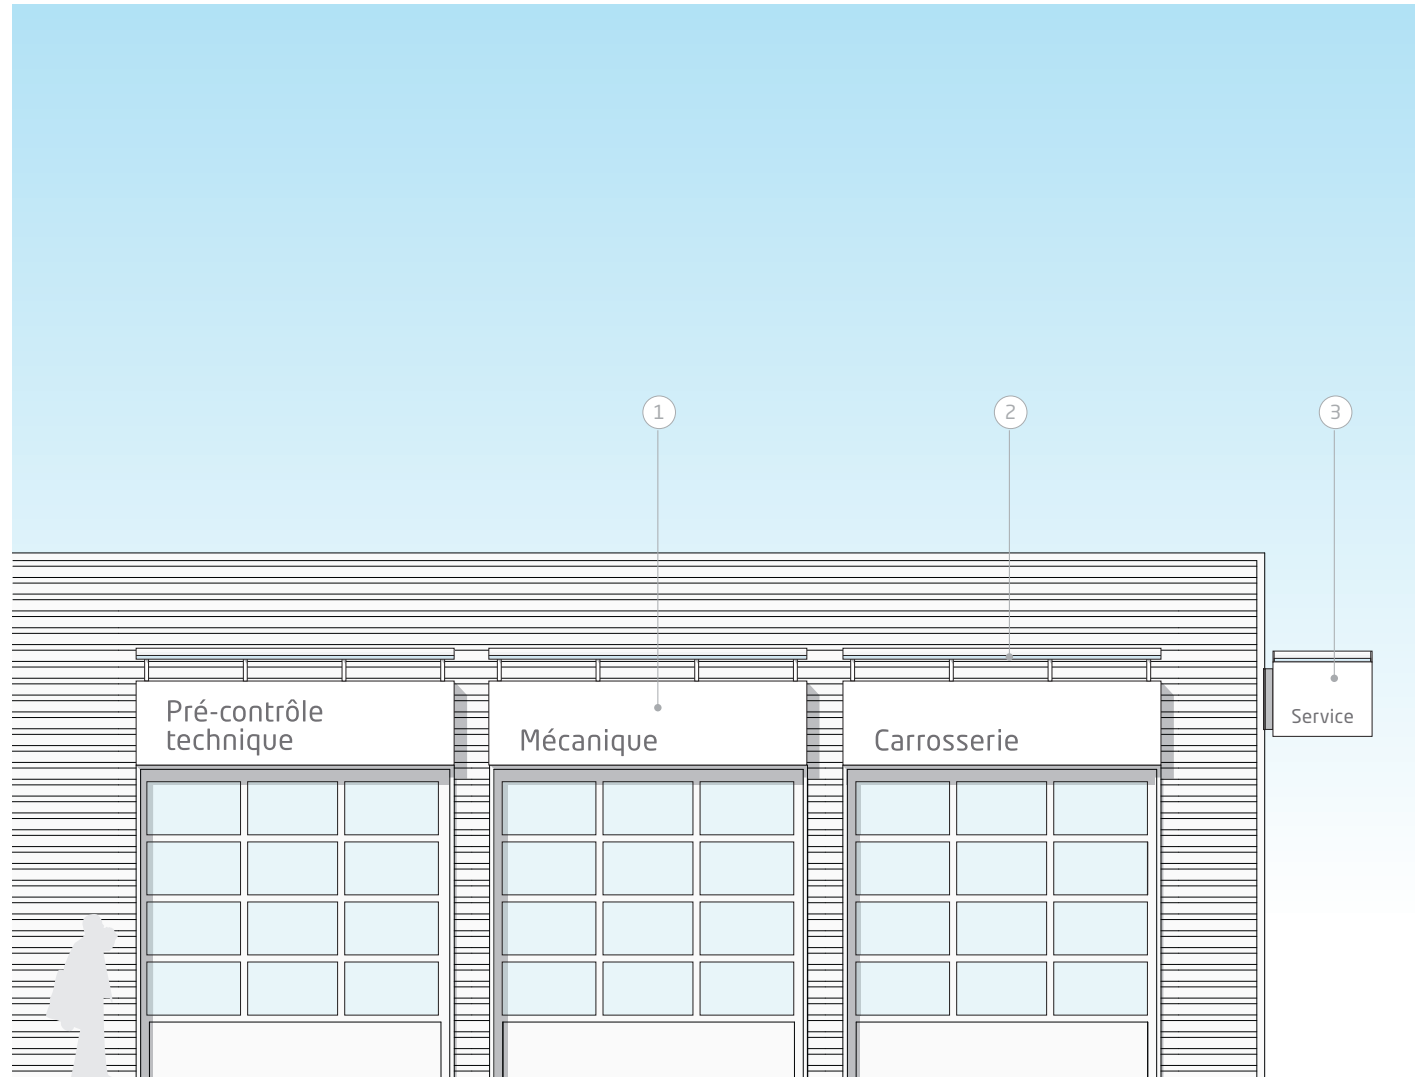 1
2
3
Pré-contrôle
technique
Mécanique
Carrosserie
Service